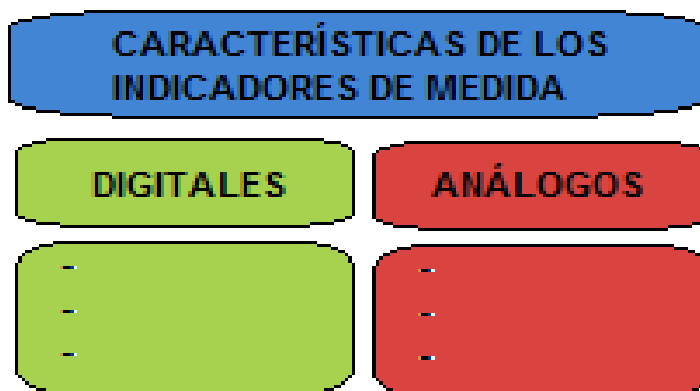 CARACTERÍSTICAS DE LOS
INDICADORES DE MEDIDA
DIGITALES
ANÁLOGOS
-
-
-
-
-
-